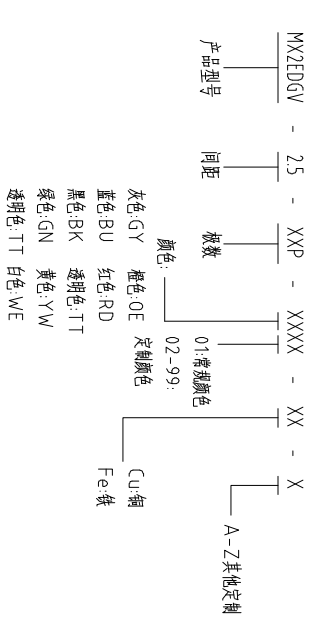 MX2EDGV - 2.5 - XXP - XXXX - XX - X
产品型号
间距
极数
颜色:
灰色:GY 橙色:OE
蓝色:BU 红色:RD
黑色:BK 透明色:TT
绿色:GN 黄色:YW
透明色:TT 白色:WE
01:常规颜色
02-99:
定制颜色
Cu:铜
Fe:铁
A-Z其他定制